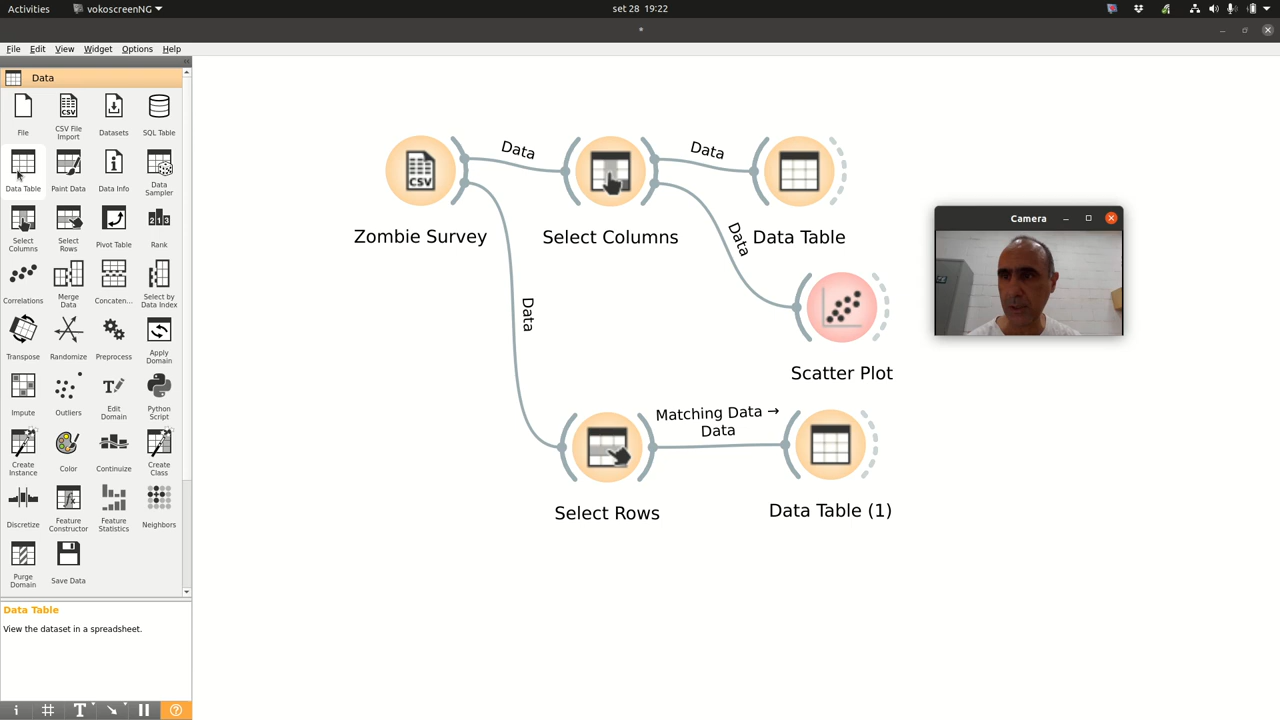 Activities
vokoscreenNG
set 28 19:22
File Edit View Widget Options Help
Data
File
CSV File Import
Datasets
SQL Table
Data Table
Paint Data
Data Info
Data Sampler
Select Columns
Select Rows
Pivot Table
Rank
Correlations
Merge Data
Concaten...
Select by Data Index
Transpose
Randomize
Preprocess
Apply Domain
Impute
Outliers
Edit Domain
Python Script
Create Instance
Color
Continuize
Create Class
Discretize
Feature Constructor
Feature Statistics
Neighbors
Purge Domain
Save Data
Data Table
View the dataset in a spreadsheet.
CSV
Zombie Survey
Data
Select Columns
Data
Data Table
Data
Scatter Plot
Data
Select Rows
Matching Data →
Data
Data Table (1)
Camera